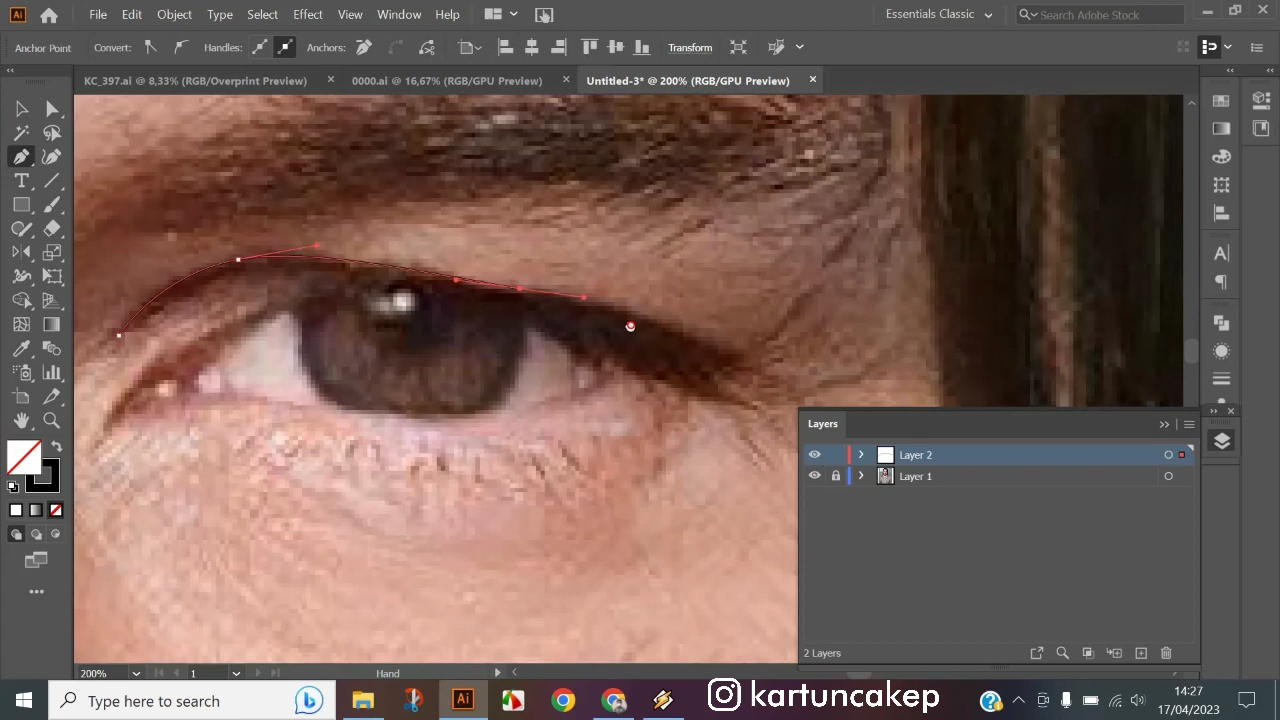 Ai File Edit Object Type Select Effect View Window Help Essentials Classic Search Adobe Stock
Anchor Point Convert: Handles: Anchors: Transform
KC_397.ai @ 8,33% (RGB/Overprint Preview) × 0000.ai @ 16,67% (RGB/GPU Preview) × Untitled-3* @ 200% (RGB/GPU Preview) ×
Layers
Layer 2
Layer 1
2 Layers
200% 1 Hand
Type here to search Ai kartuncakep 14:27
17/04/2023